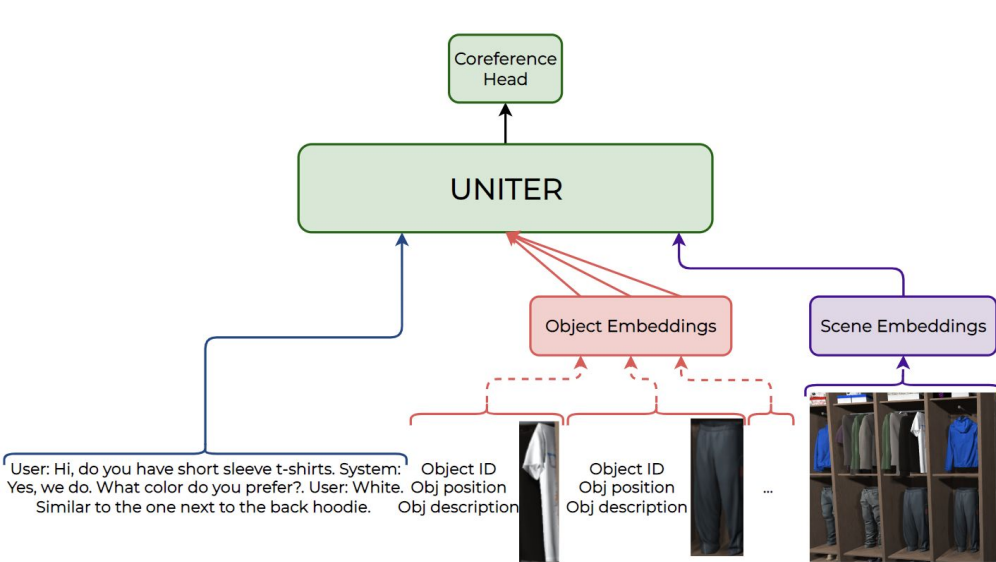 Coreference
Head
UNITER
Object Embeddings
Scene Embeddings
User: Hi, do you have short sleeve t-shirts. System:
Yes, we do. What color do you prefer?. User: White.
Similar to the one next to the back hoodie.
Object ID
Obj position
Obj description
Object ID
Obj position
Obj description
...